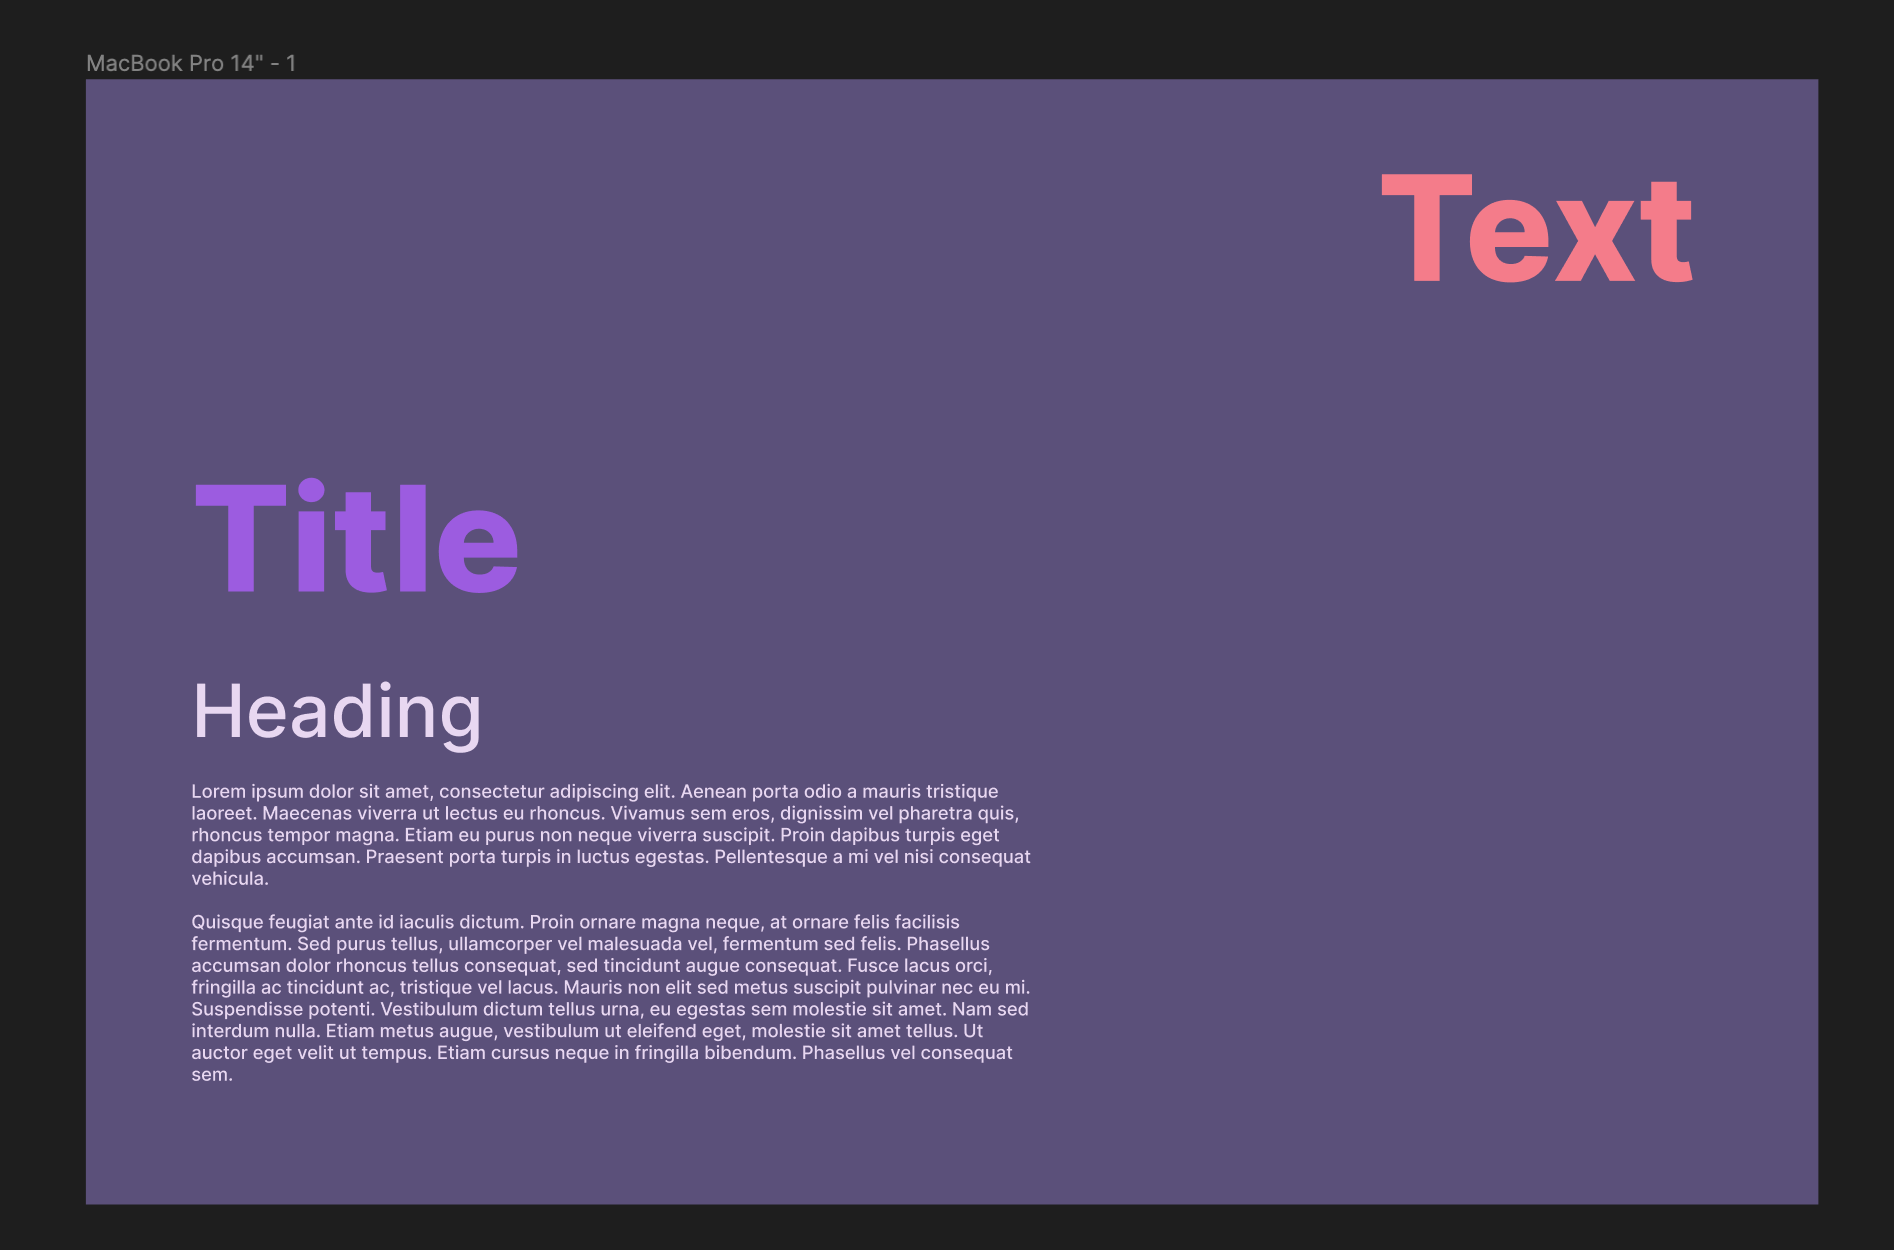 MacBook Pro 14" - 1
Text
Title
Heading
Lorem ipsum dolor sit amet, consectetur adipiscing elit. Aenean porta odio a mauris tristique
laoreet. Maecenas viverra ut lectus eu rhoncus. Vivamus sem eros, dignissim vel pharetra quis,
rhoncus tempor magna. Etiam eu purus non neque viverra suscipit. Proin dapibus turpis eget
dapibus accumsan. Praesent porta turpis in luctus egestas. Pellentesque a mi vel nisi consequat
vehicula.
Quisque feugiat ante id iaculis dictum. Proin ornare magna neque, at ornare felis facilisis
fermentum. Sed purus tellus, ullamcorper vel malesuada vel, fermentum sed felis. Phasellus
accumsan dolor rhoncus tellus consequat, sed tincidunt augue consequat. Fusce lacus orci,
fringilla ac tincidunt ac, tristique vel lacus. Mauris non elit sed metus suscipit pulvinar nec eu mi.
Suspendisse potenti. Vestibulum dictum tellus urna, eu egestas sem molestie sit amet. Nam sed
interdum nulla. Etiam metus augue, vestibulum ut eleifend eget, molestie sit amet tellus. Ut
auctor eget velit ut tempus. Etiam cursus neque in fringilla bibendum. Phasellus vel consequat
sem.